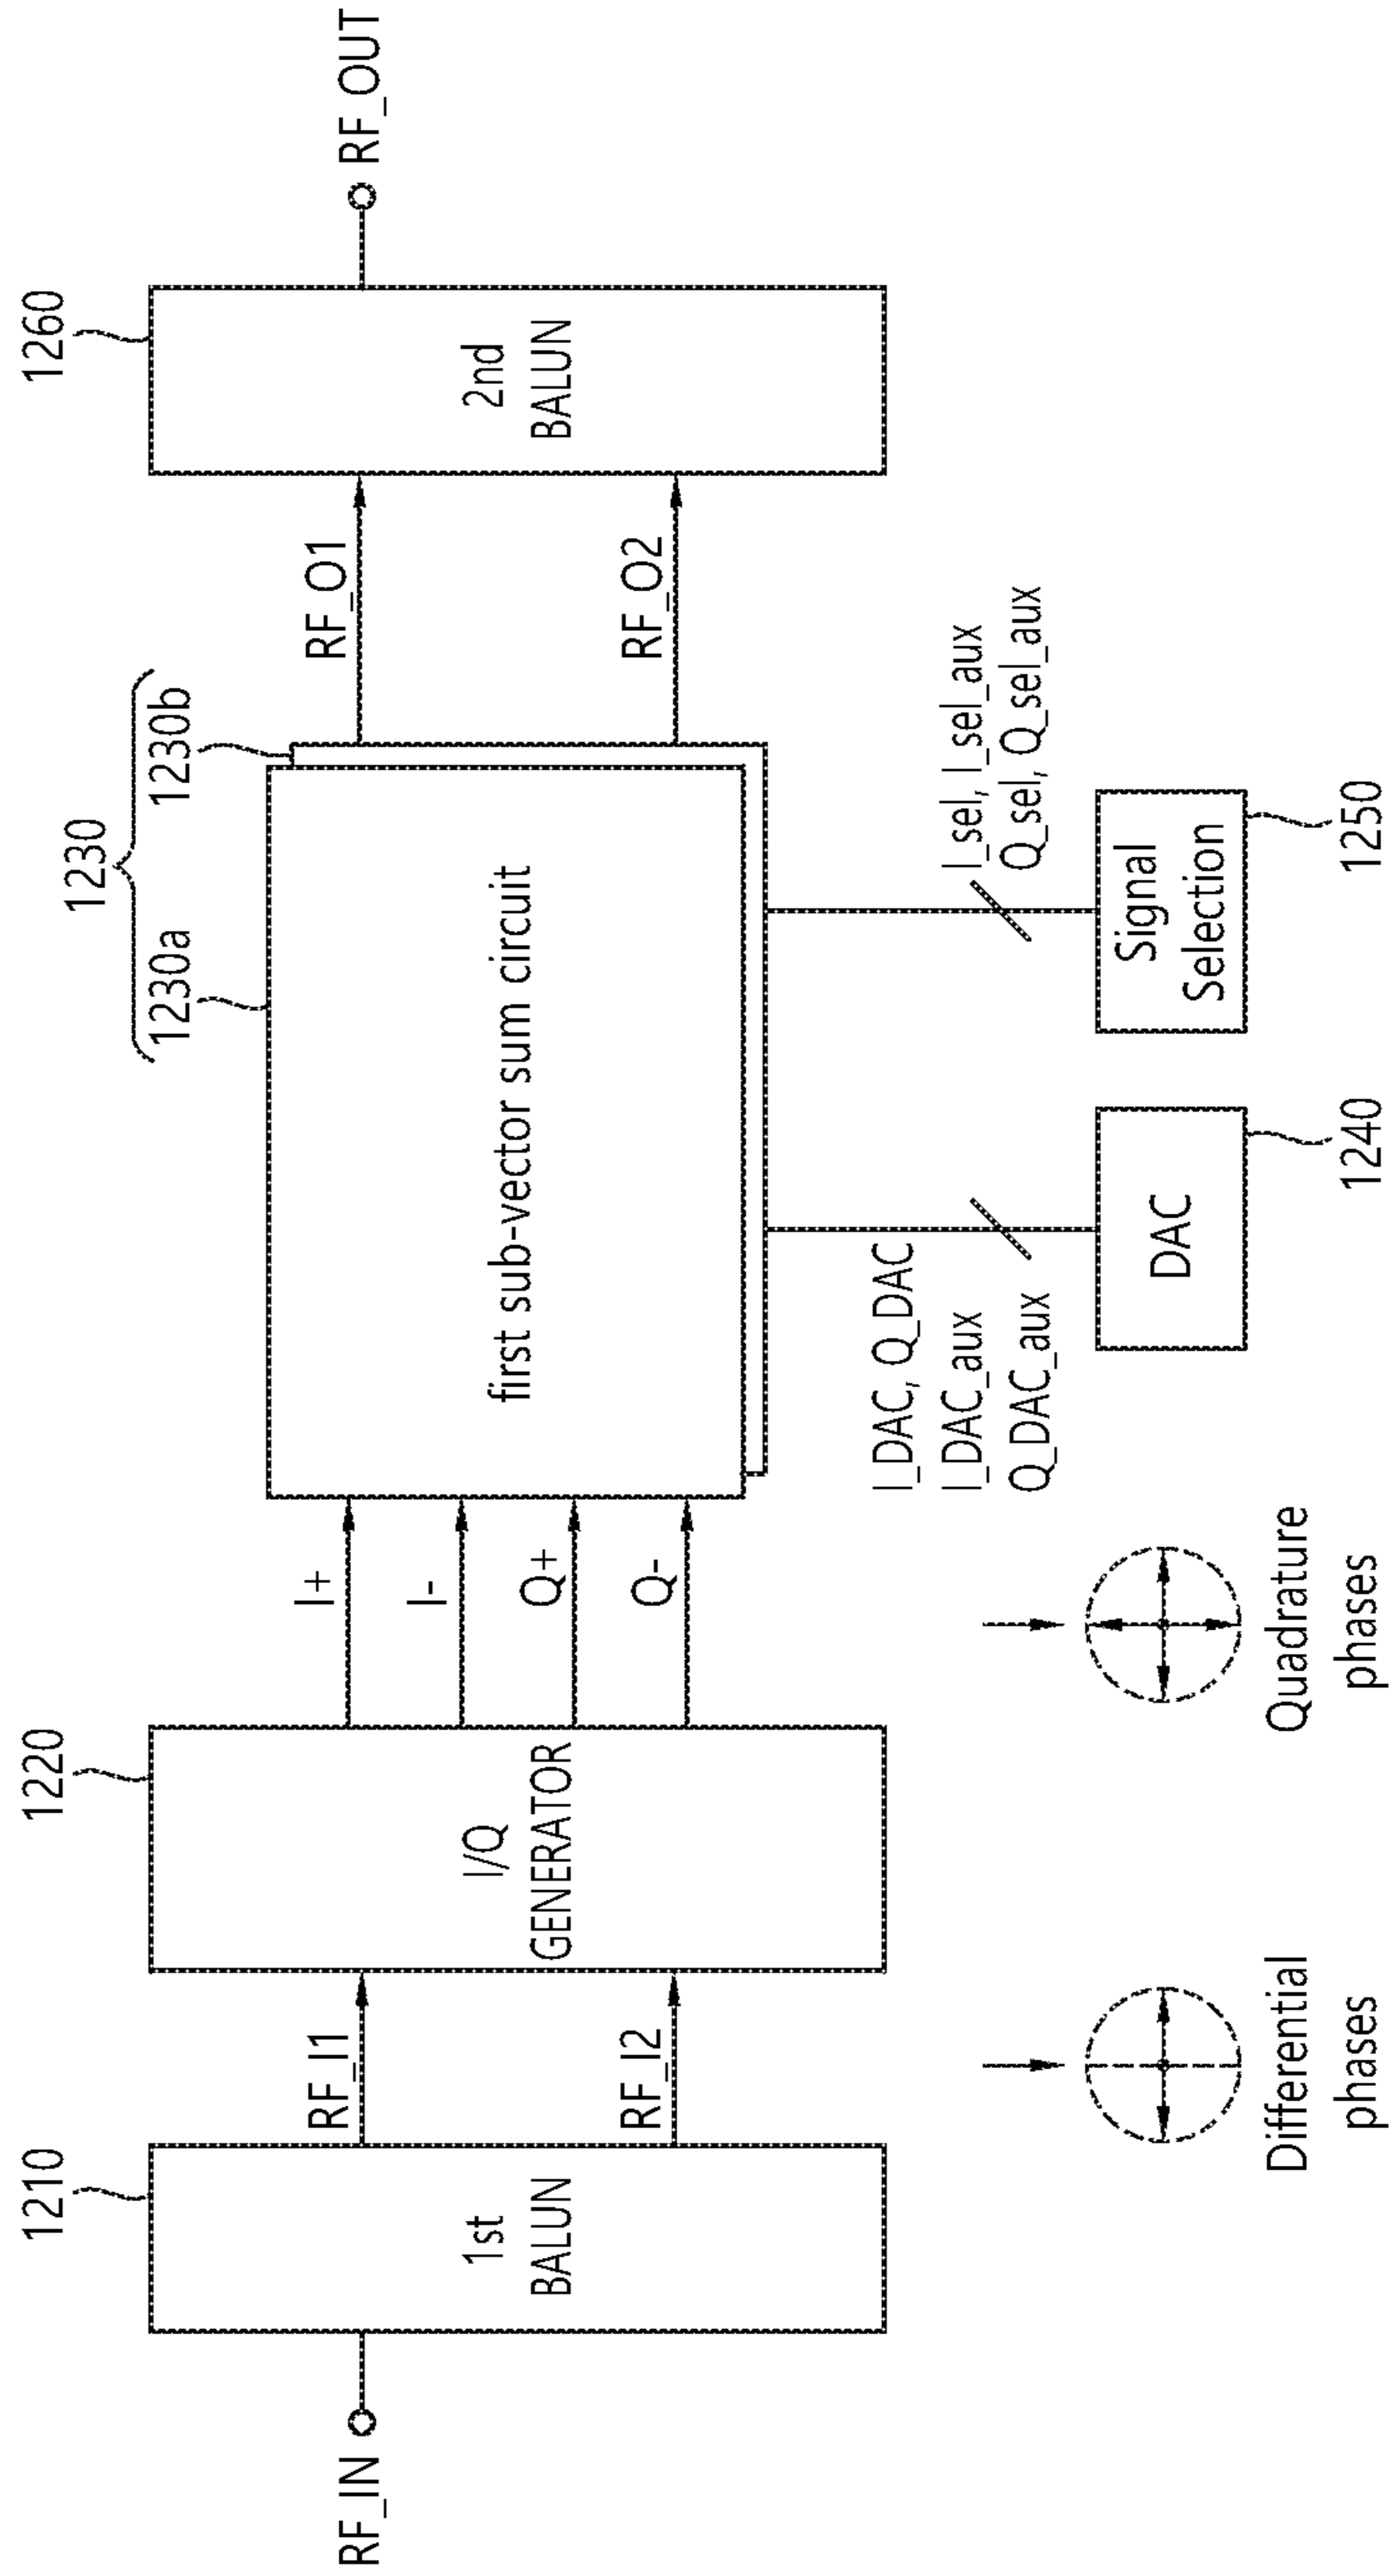 1210
1220
1230
1230a
1230b
1260
RF_IN
1st
BALUN
RF_I1
RF_I2
I/Q
GENERATOR
I+
I-
Q+
Q-
first sub-vector sum circuit
RF_O1
RF_O2
2nd
BALUN
RF_OUT
Differential
phases
Quadrature
phases
I_DAC, Q_DAC
I_DAC_aux
Q_DAC_aux
DAC
1240
I_sel, I_sel_aux
Q_sel, Q_sel_aux
Signal
Selection
1250